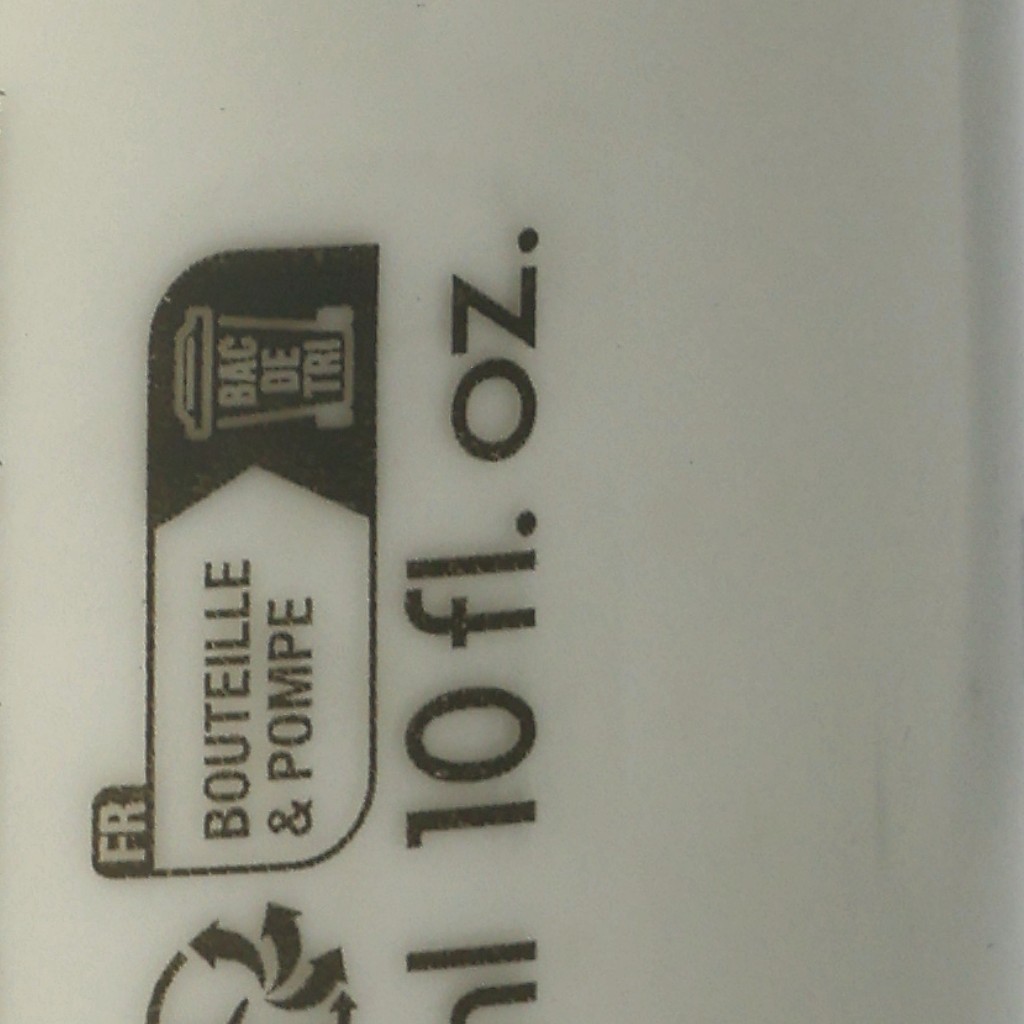 FR
BOUTEILLE
& POMPE
BAC
DE
TRI
10 fl. oz.